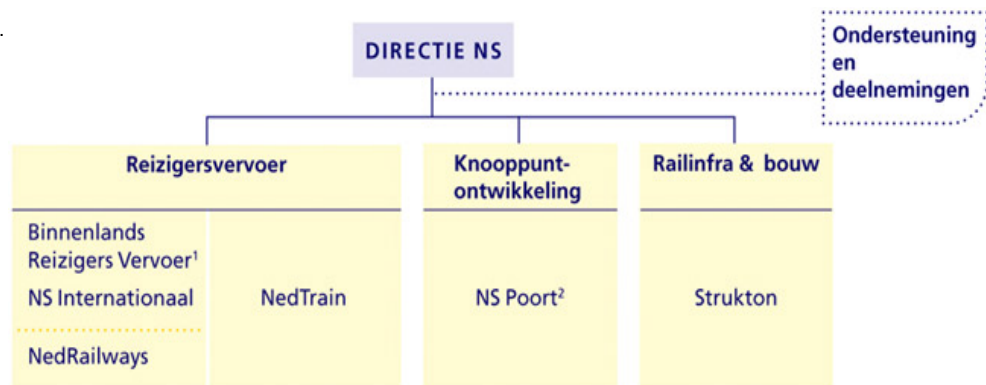 .
DIRECTIE NS
Ondersteuning
en
deelnemingen
Reizigersvervoer
Binnenlands
Reizigers Vervoer¹
NS Internationaal
NedRailways
NedTrain
Knooppunt-
ontwikkeling
NS Poort²
Railinfra & bouw
Strukton